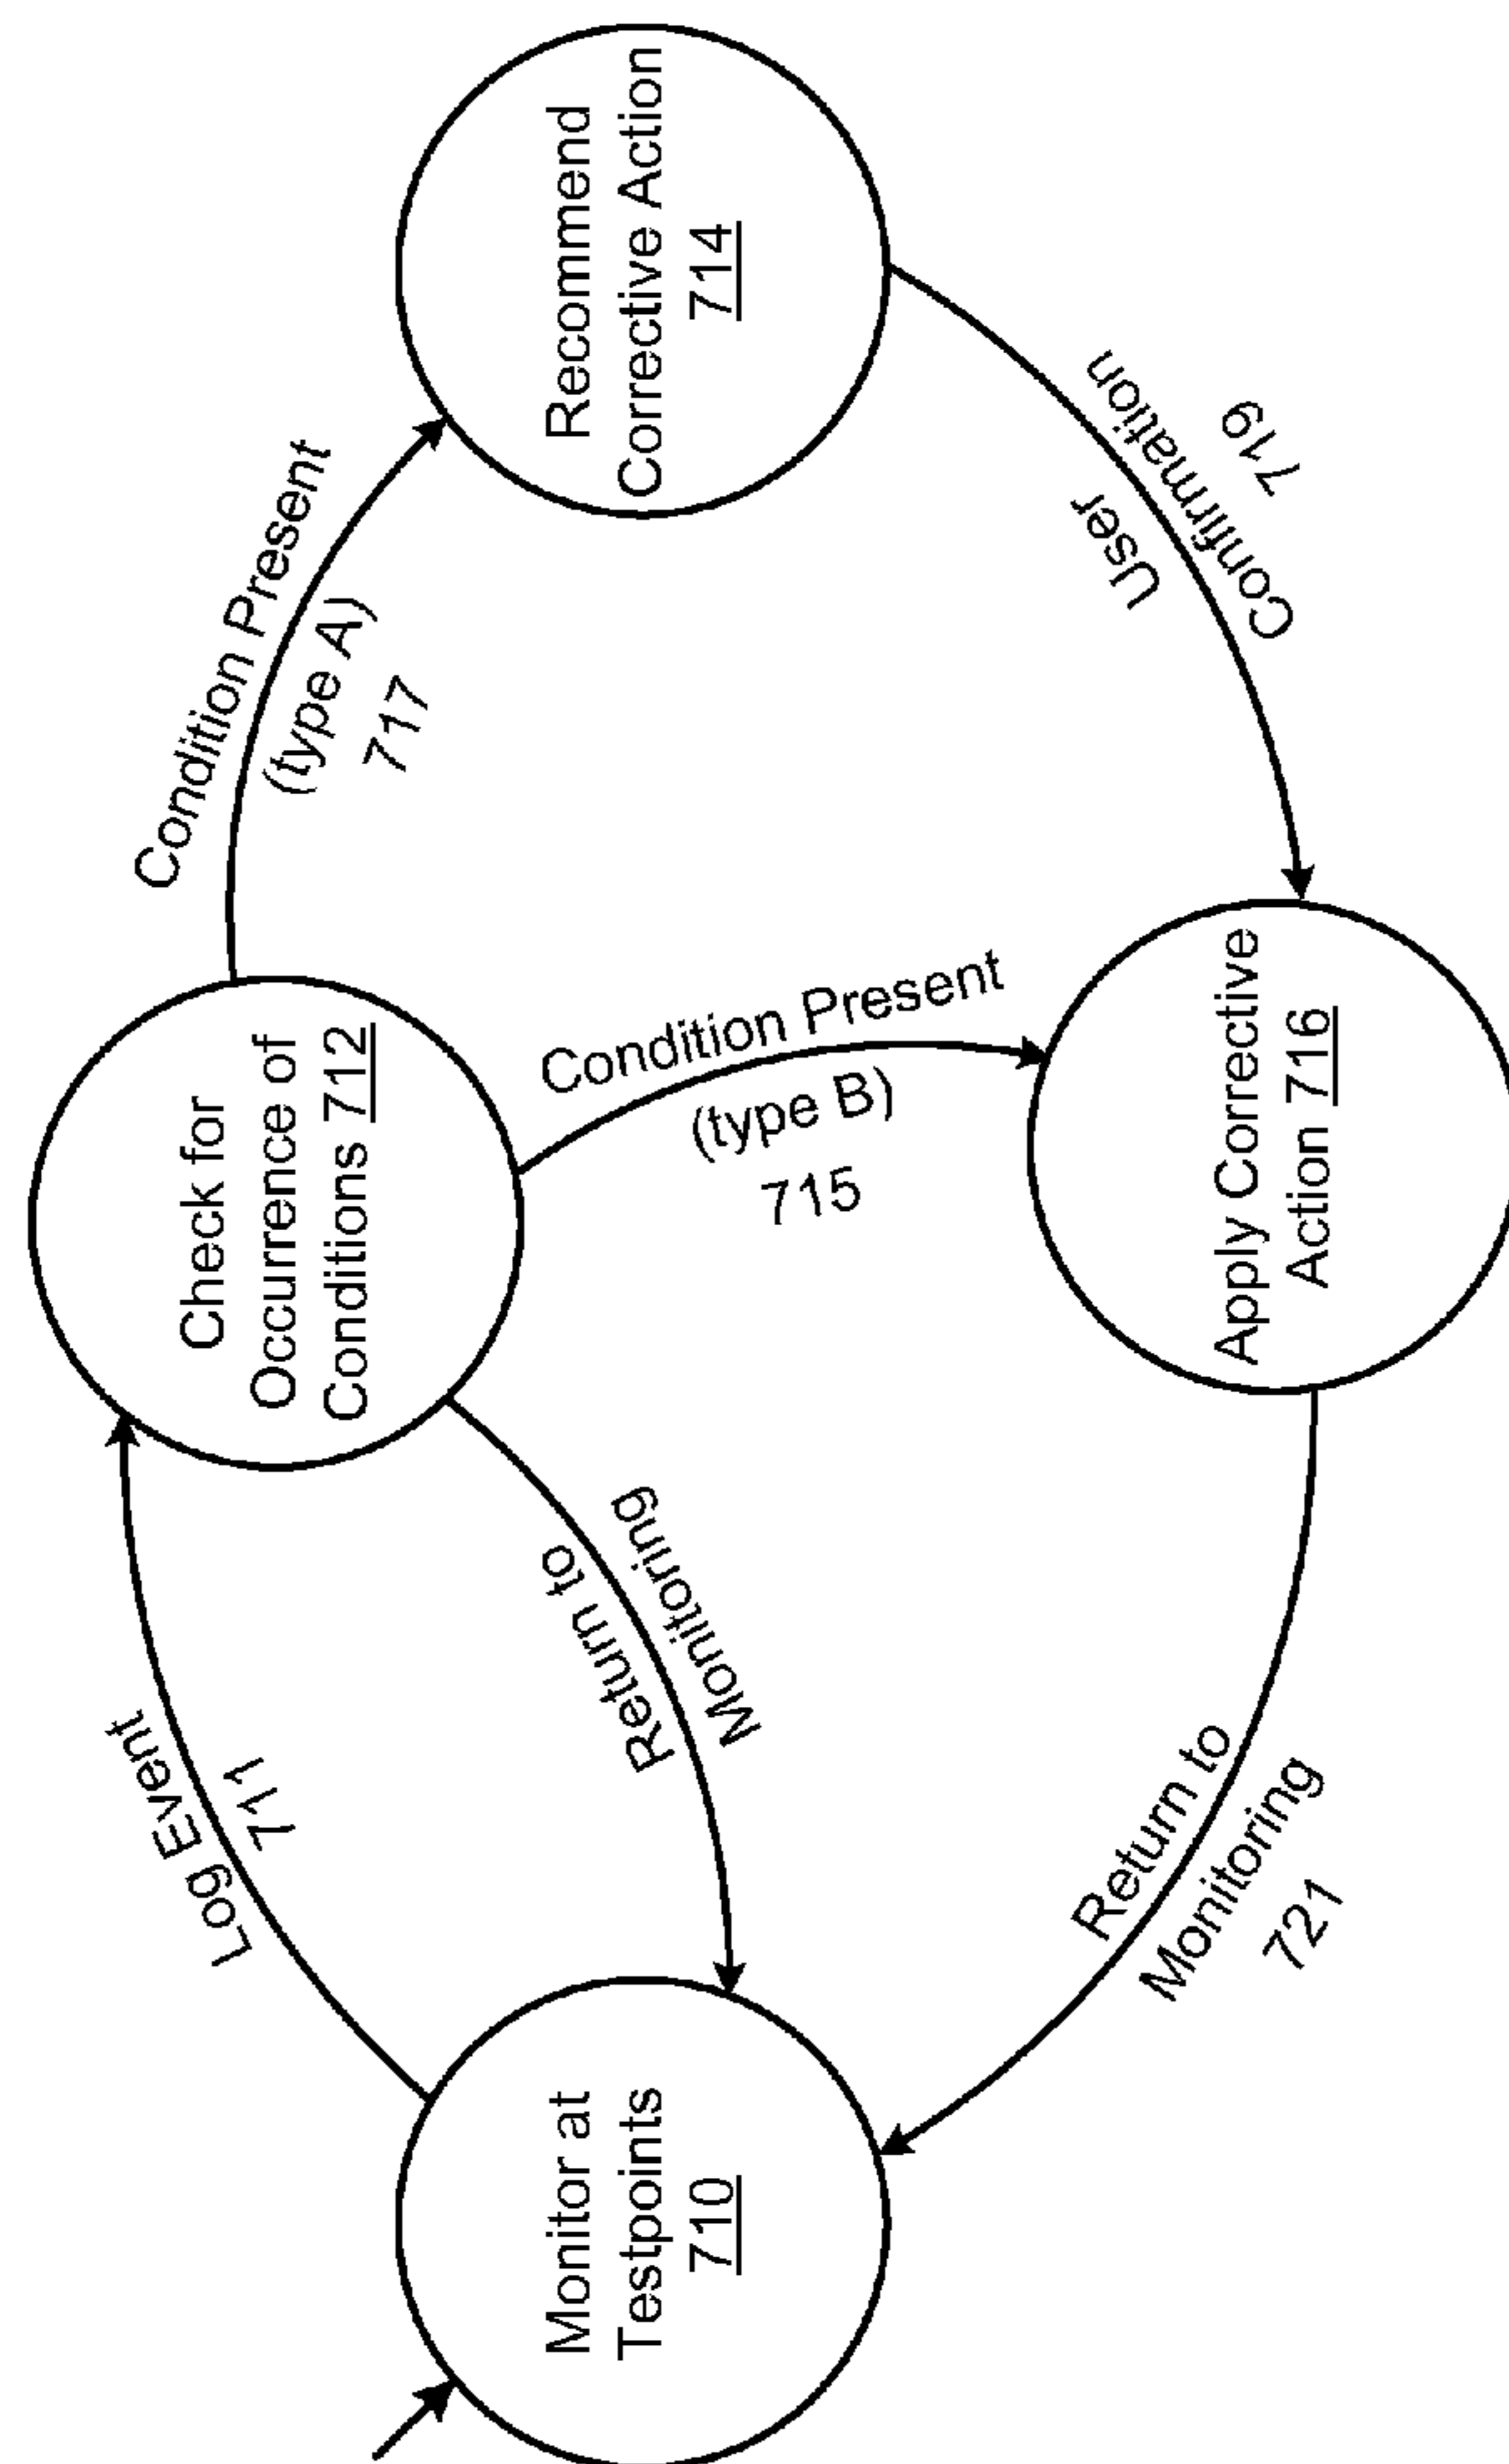 Monitor at
Testpoints
710
Log Event
711
Check for
Occurrence of
Conditions 712
Return to
Monitoring
Condition Present
(type A)
717
Condition Present
(type B)
715
Recommend
Corrective Action
714
User
Confirmation
719
Apply Corrective
Action 716
Return to
Monitoring
721